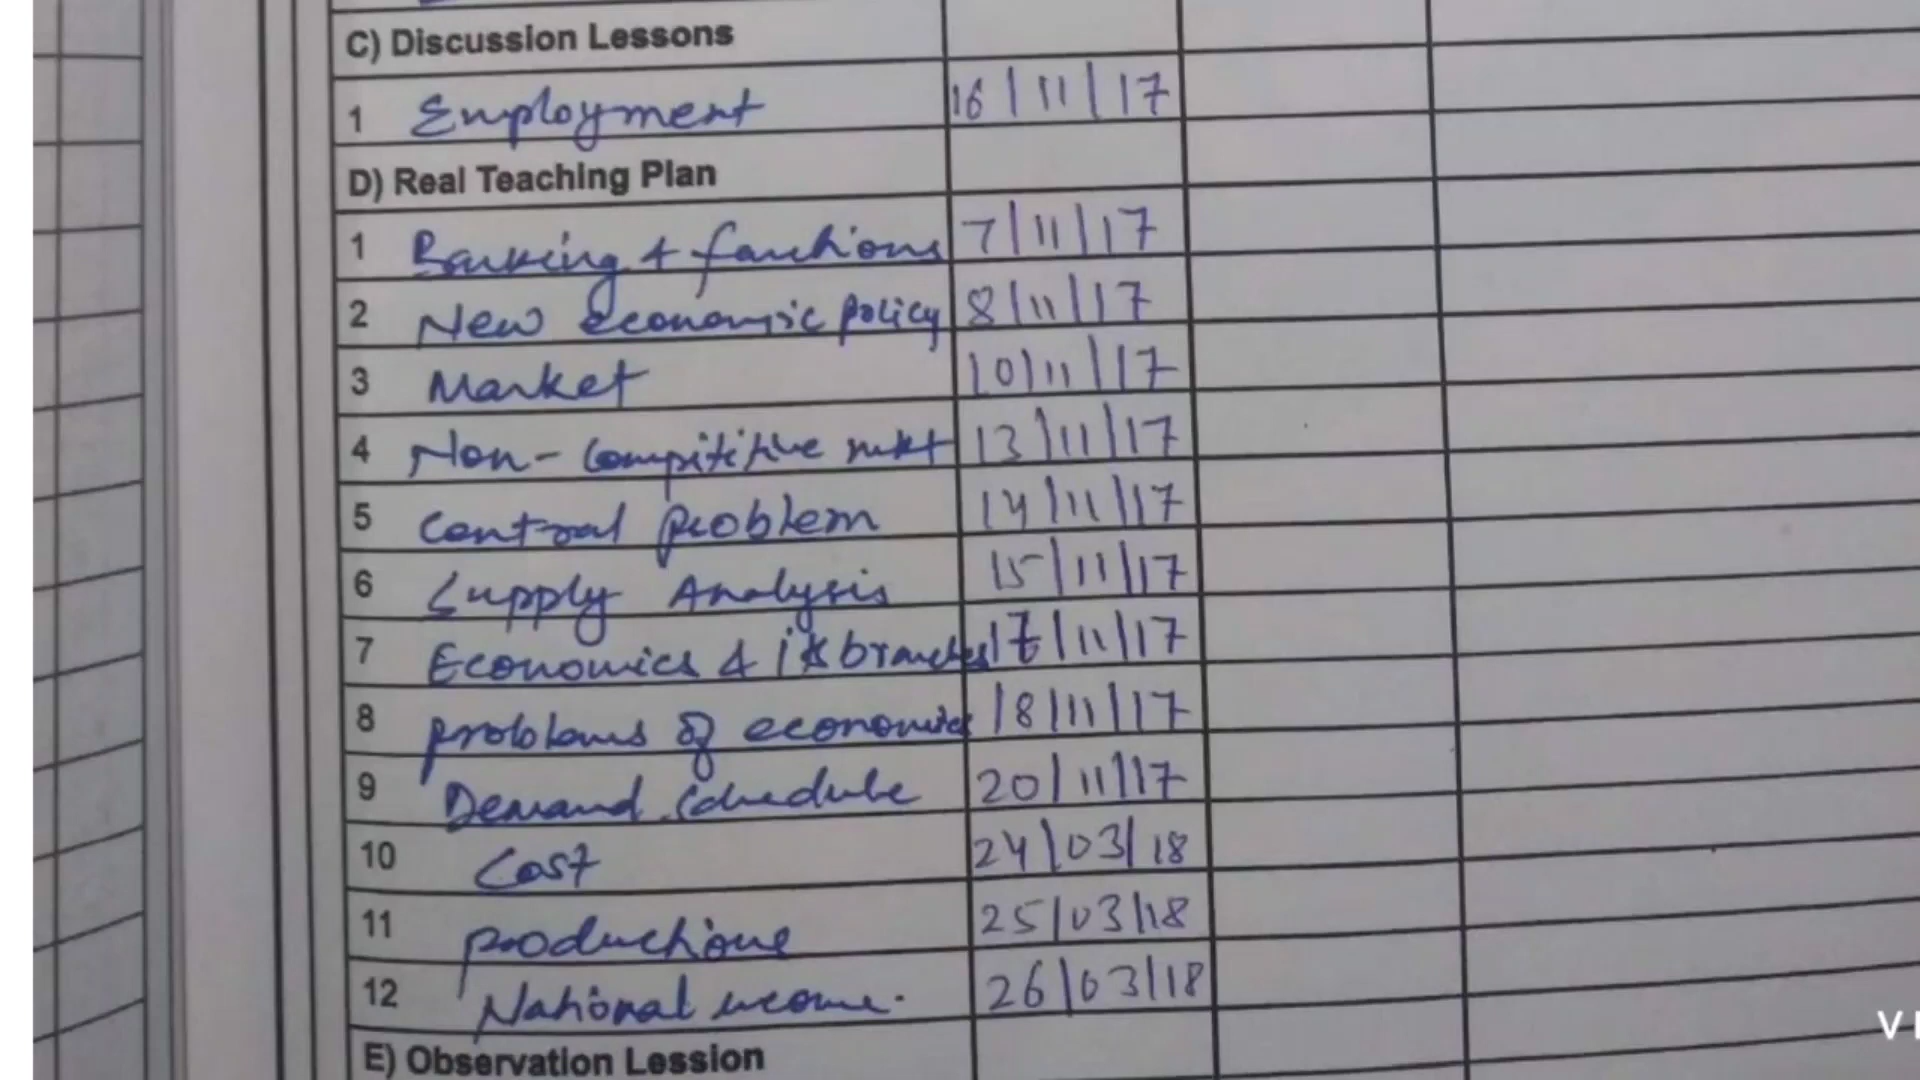 C) Discussion Lessons
1 Employment 16/11/17
D) Real Teaching Plan
1 Banking & functions 7/11/17
2 New economic policy 8/11/17
3 Market 10/11/17
4 Non-Compititive mkt 13/11/17
5 Central problem 14/11/17
6 Supply Analysis 15/11/17
7 Economics & its branches 17/11/17
8 problems of economics 18/11/17
9 Demand schedule 20/11/17
10 Cost 24/03/18
11 productione 25/03/18
12 National income. 26/03/18
E) Observation Lession